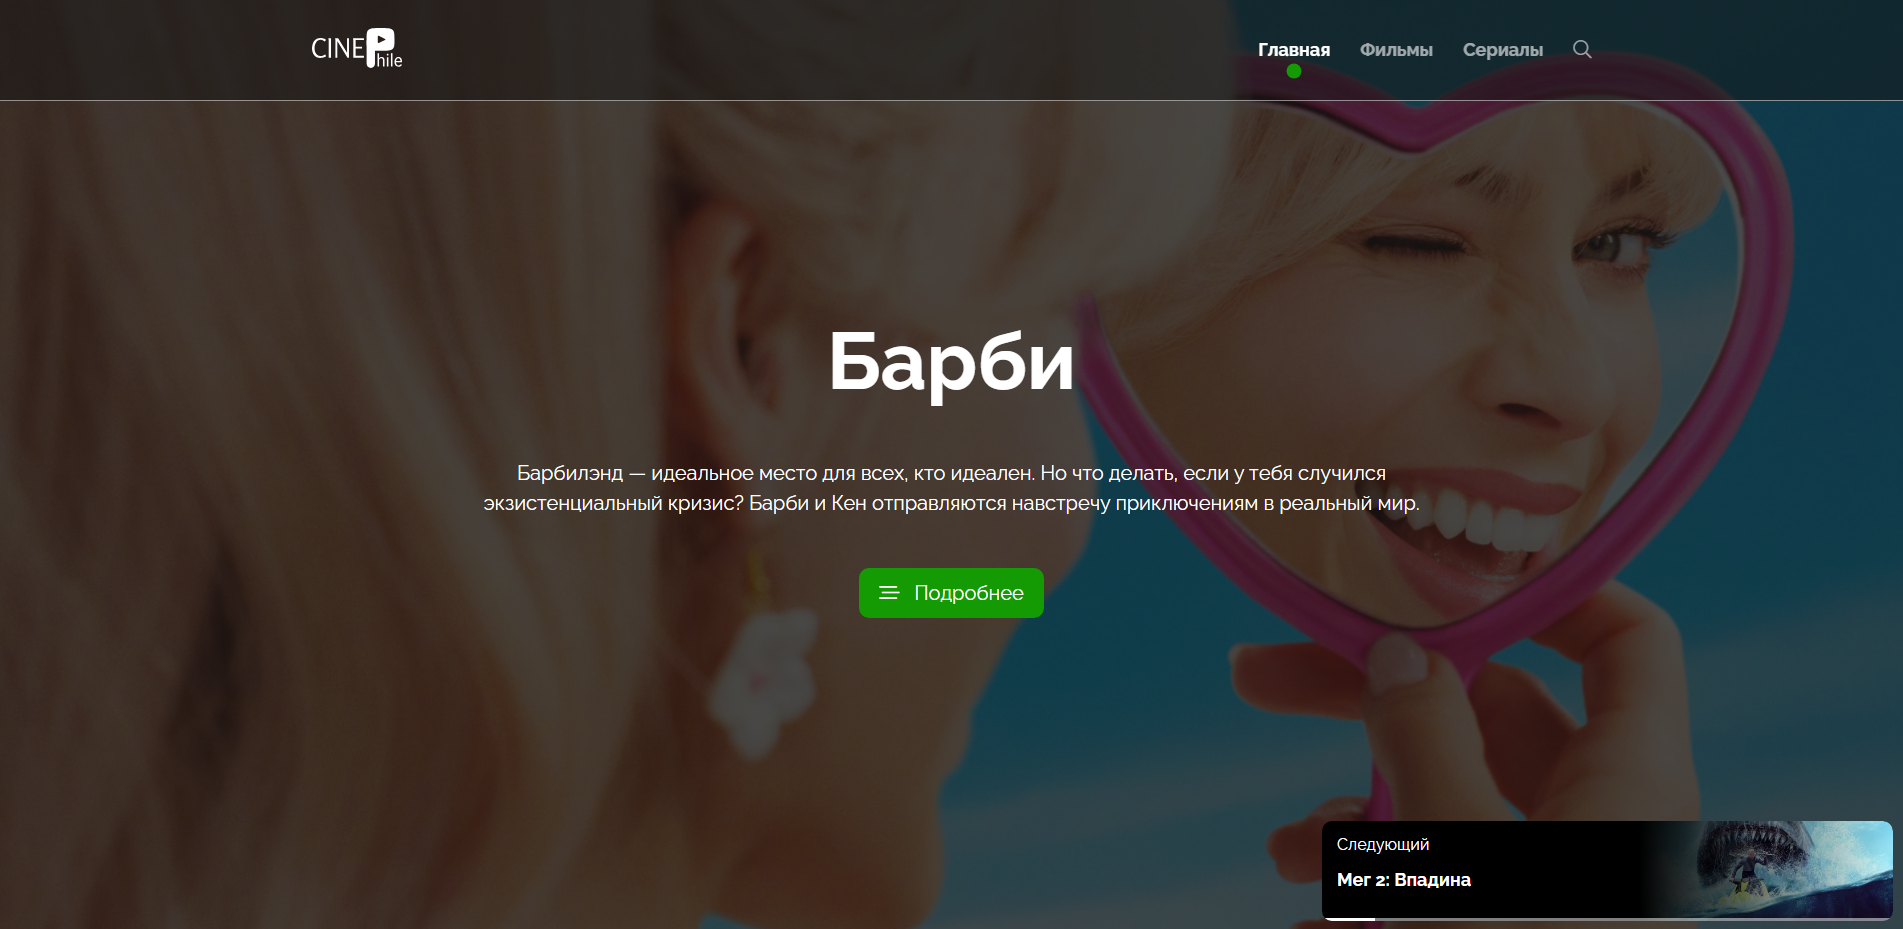 CINEPhile
Главная Фильмы Сериалы
Барби
Барбилэнд — идеальное место для всех, кто идеален. Но что делать, если у тебя случился
экзистенциальный кризис? Барби и Кен отправляются навстречу приключениям в реальный мир.
Подробнее
Следующий
Мег 2: Впадина